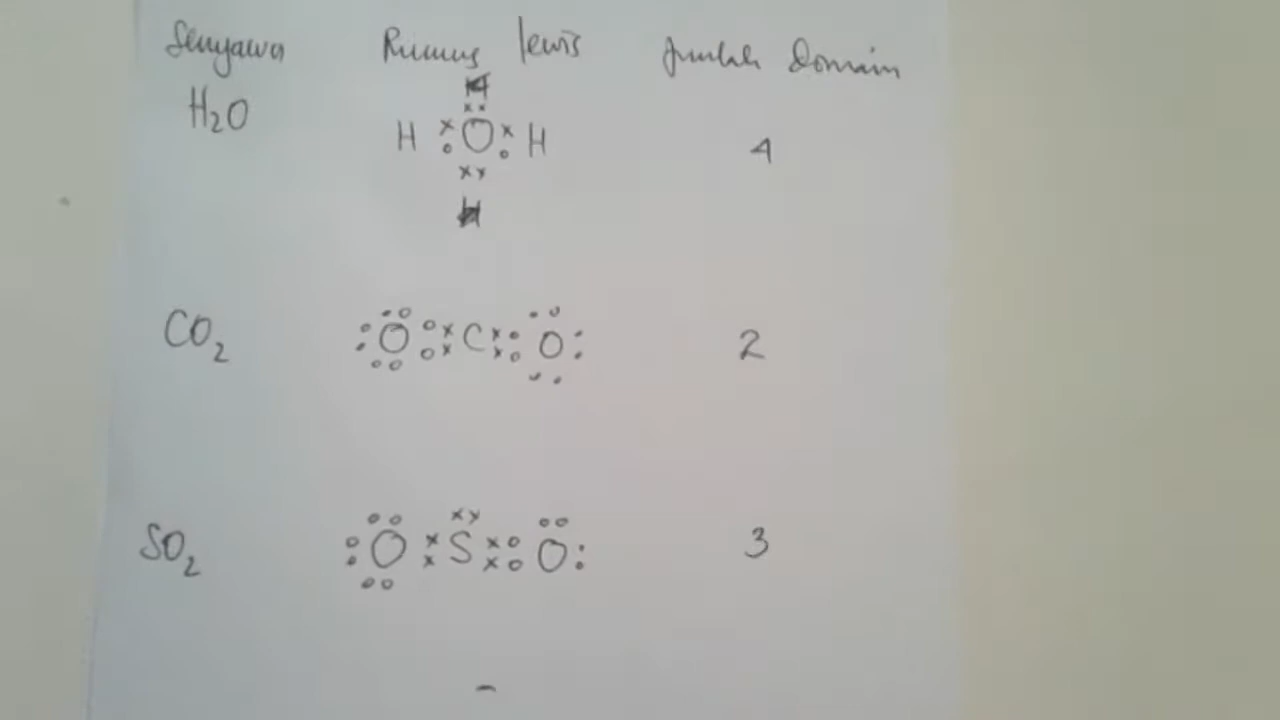 Senyawa Rumus lewis Jumlah Domain
H2O H O H 4
CO2 O C O 2
SO2 O S O 3